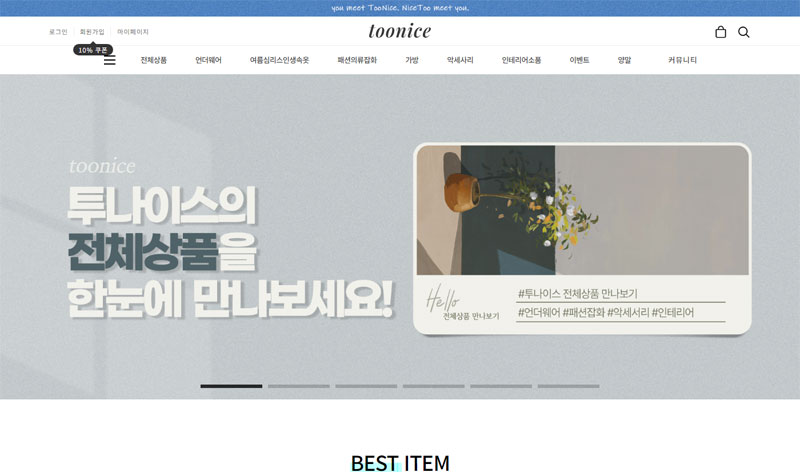 you meet TooNice. NiceToo meet you.
로그인 회원가입 마이페이지
toonice
10% 쿠폰
전체상품 언더웨어 여름심리스인생속옷 패션의류잡화 가방 악세사리 인테리어소품 이벤트 양말 커뮤니티
toonice
투나이스의
전체상품을
한눈에 만나보세요!
Hello
전체상품 만나보기
#투나이스 전체상품 만나보기
#언더웨어 #패션잡화 #악세서리 #인테리어
BEST ITEM